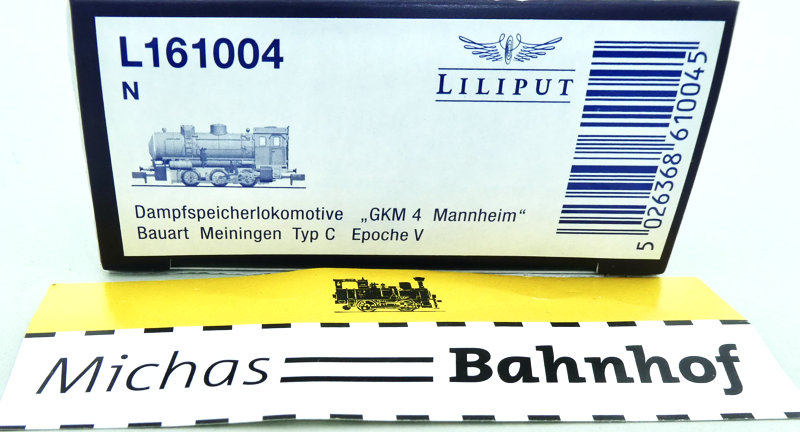 L161004
N
LILIPUT
Dampfspeicherlokomotive „GKM 4 Mannheim“
Bauart Meiningen Typ C Epoche V
5 026368 610045
Michas Bahnhof